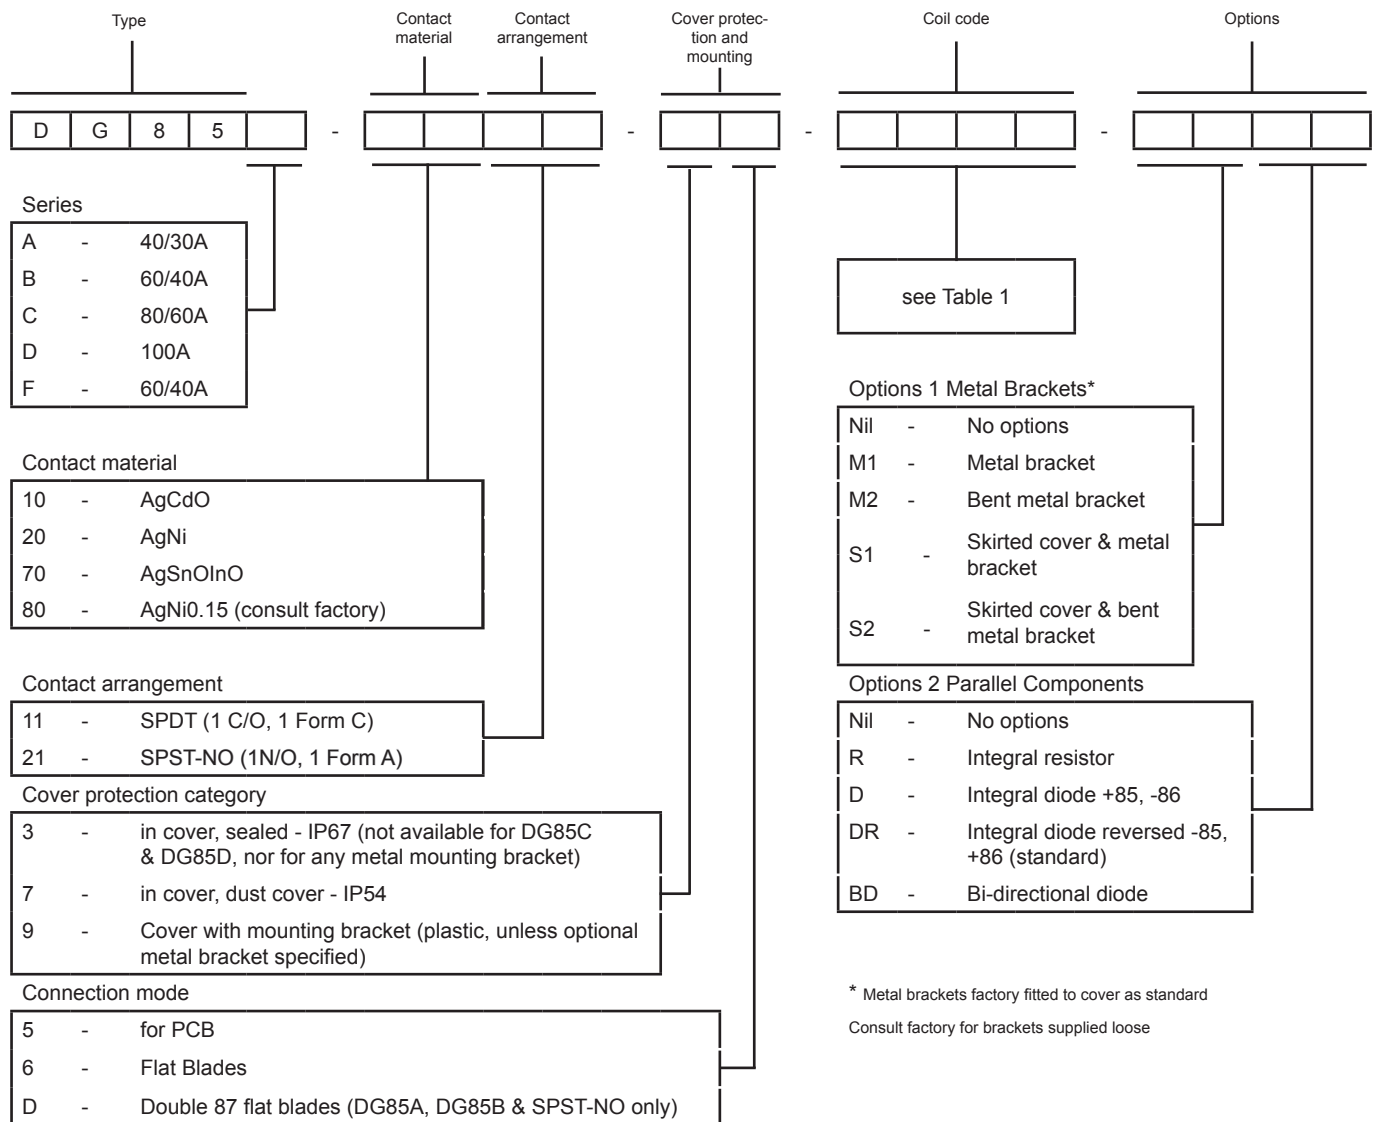 Type
Contact
material
Contact
arrangement
Cover protec-
tion and
mounting
Coil code
Options
D G 8 5 - - - -
Series
A - 40/30A
B - 60/40A
C - 80/60A
D - 100A
F - 60/40A
Contact material
10 - AgCdO
20 - AgNi
70 - AgSnOInO
80 - AgNi0.15 (consult factory)
Contact arrangement
11 - SPDT (1 C/O, 1 Form C)
21 - SPST-NO (1N/O, 1 Form A)
Cover protection category
3 - in cover, sealed - IP67 (not available for DG85C
& DG85D, nor for any metal mounting bracket)
7 - in cover, dust cover - IP54
9 - Cover with mounting bracket (plastic, unless optional
metal bracket specified)
Connection mode
5 - for PCB
6 - Flat Blades
D - Double 87 flat blades (DG85A, DG85B & SPST-NO only)
see Table 1
Options 1 Metal Brackets*
Nil - No options
M1 - Metal bracket
M2 - Bent metal bracket
S1 - Skirted cover & metal
bracket
S2 - Skirted cover & bent
metal bracket
Options 2 Parallel Components
Nil - No options
R - Integral resistor
D - Integral diode +85, -86
DR - Integral diode reversed -85,
+86 (standard)
BD - Bi-directional diode
* Metal brackets factory fitted to cover as standard
Consult factory for brackets supplied loose